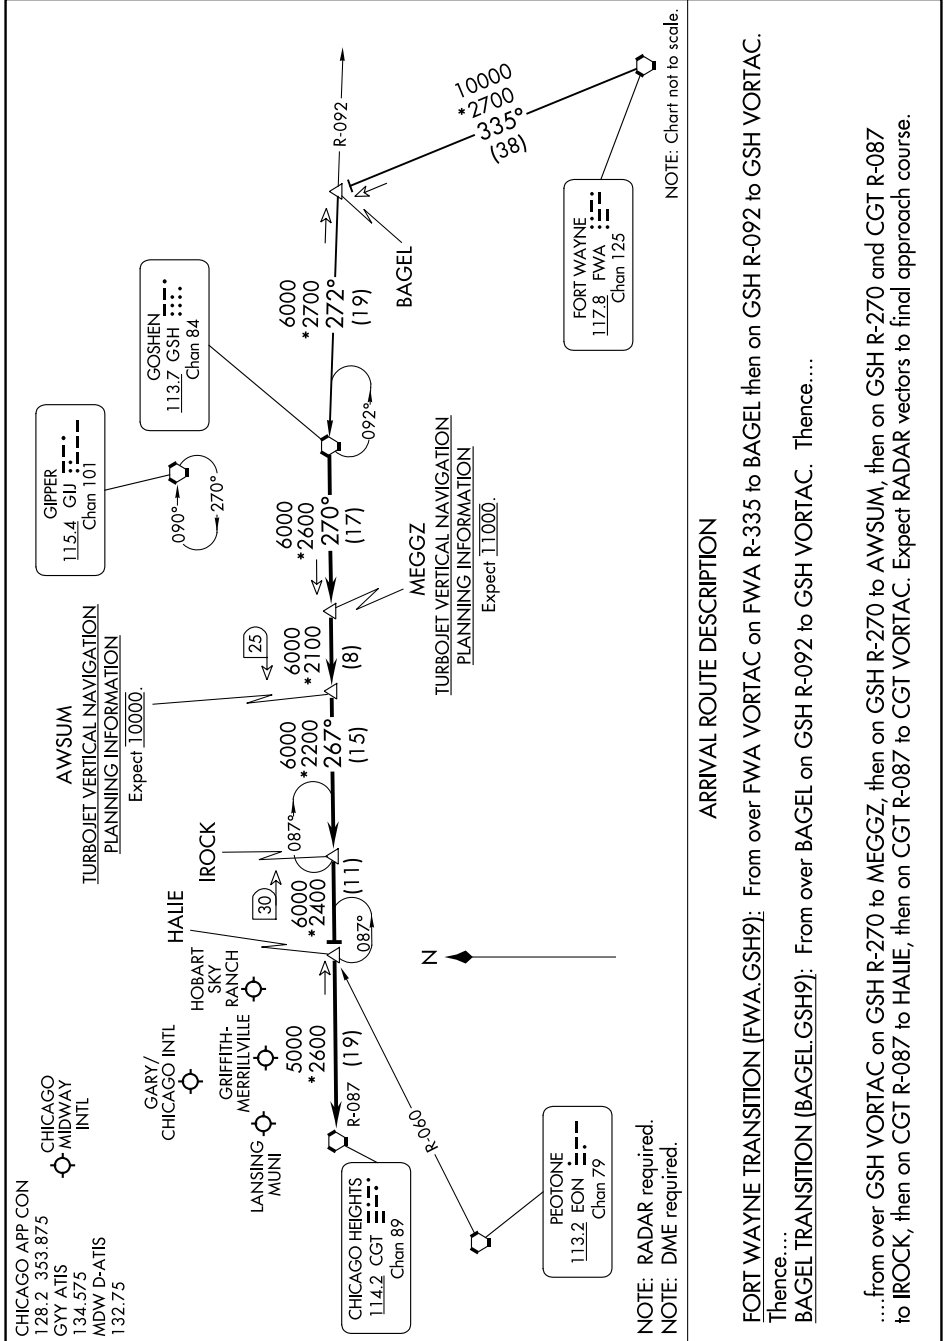 CHICAGO APP CON
128.2 353.875
GYY ATIS
134.575
MDW D-ATIS
132.75
CHICAGO
MIDWAY
INTL
GARY/
CHICAGO INTL
LANSING
MUNI
GRIFFITH-
MERRILLVILLE
HOBART
SKY
RANCH
HALIE
IROCK
AWSUM
TURBOJET VERTICAL NAVIGATION
PLANNING INFORMATION
Expect 10000.
GIPPER
115.4 GIJ
Chan 101
090°
270°
GOSHEN
113.7 GSH
Chan 84
CHICAGO HEIGHTS
114.2 CGT
Chan 89
R-087
5000
*2600
(19)
30
6000
*2400
(11)
087°
087°
6000
*2200
267°
(15)
25
6000
*2100
(8)
6000
*2600
270°
(17)
092°
6000
*2700
272°
(19)
R-092
BAGEL
10000
*2700
335°
(38)
MEGGZ
TURBOJET VERTICAL NAVIGATION
PLANNING INFORMATION
Expect 11000.
N
R-060
PEOTONE
113.2 EON
Chan 79
FORT WAYNE
117.8 FWA
Chan 125
NOTE: RADAR required.
NOTE: DME required.
NOTE: Chart not to scale.
ARRIVAL ROUTE DESCRIPTION
FORT WAYNE TRANSITION (FWA.GSH9): From over FWA VORTAC on FWA R-335 to BAGEL then on GSH R-092 to GSH VORTAC.
Thence....
BAGEL TRANSITION (BAGEL.GSH9): From over BAGEL on GSH R-092 to GSH VORTAC. Thence....
....from over GSH VORTAC on GSH R-270 to MEGGZ, then on GSH R-270 to AWSUM, then on GSH R-270 and CGT R-087
to IROCK, then on CGT R-087 to HALIE, then on CGT R-087 to CGT VORTAC. Expect RADAR vectors to final approach course.